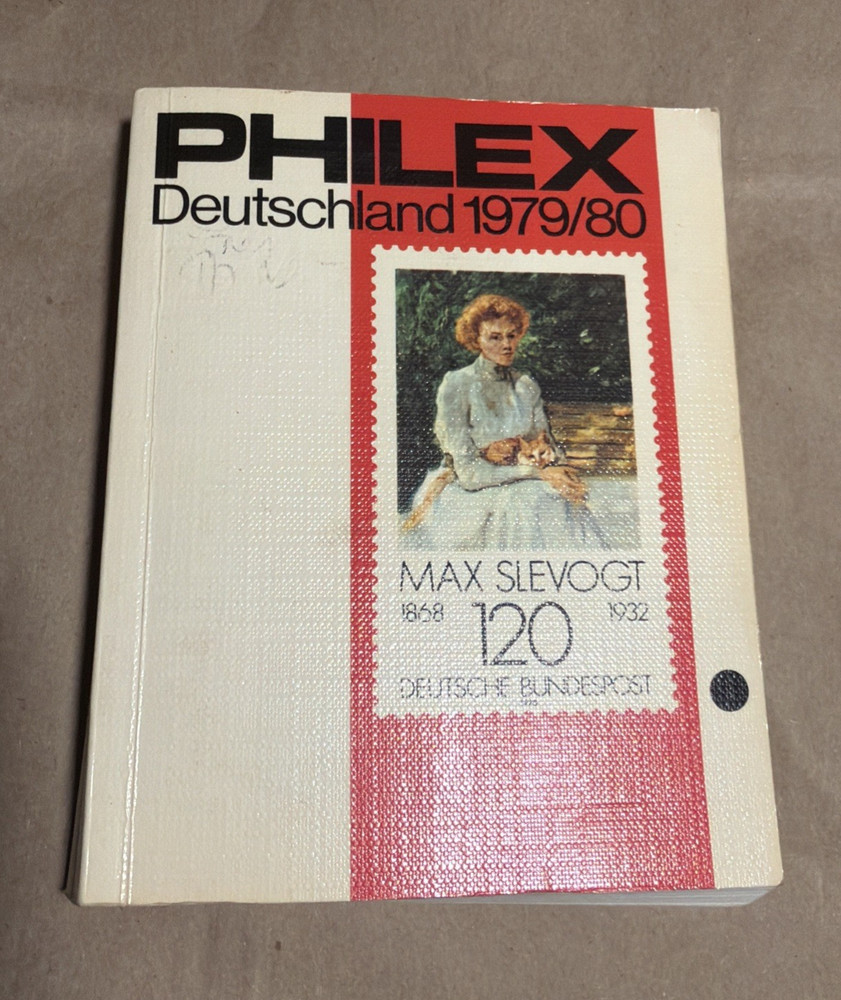 PHILEX
Deutschland 1979/80
MAX SLEVOGT
1868 120 1932
DEUTSCHE BUNDESPOST